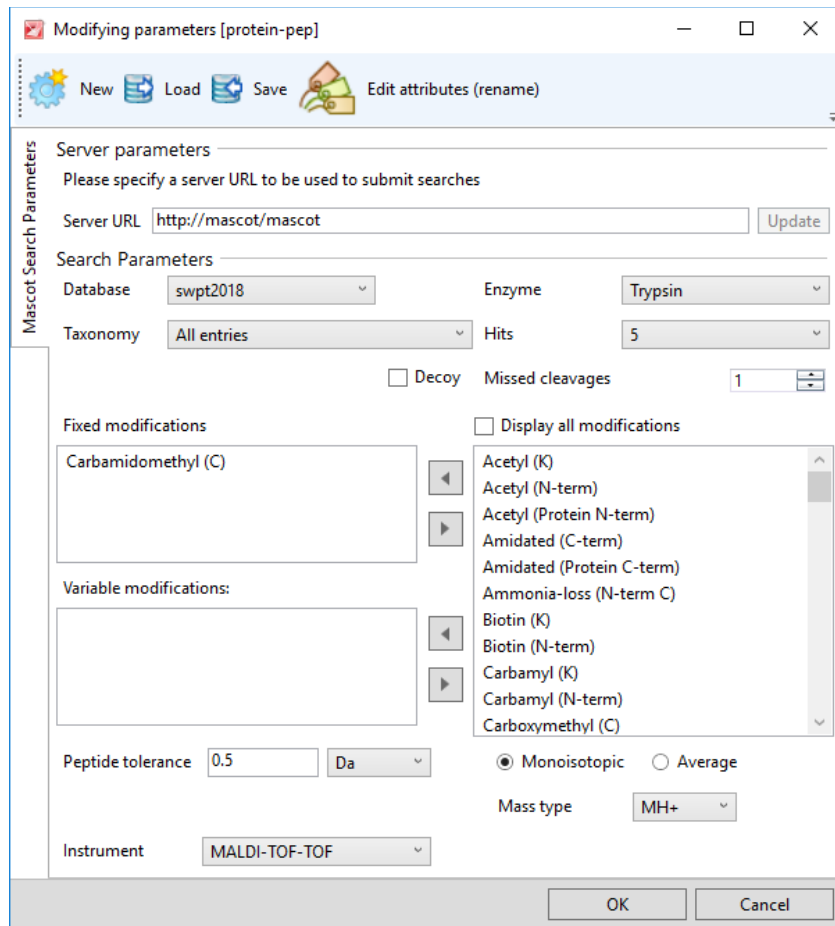 Modifying parameters [protein-pep]
New Load Save Edit attributes (rename)
Mascot Search Parameters
Server parameters
Please specify a server URL to be used to submit searches
Server URL http://mascot/mascot Update
Search Parameters
Database swpt2018 Enzyme Trypsin
Taxonomy All entries Hits 5
Decoy Missed cleavages 1
Fixed modifications Display all modifications
Carbamidomethyl (C)
Acetyl (K)
Acetyl (N-term)
Acetyl (Protein N-term)
Amidated (C-term)
Amidated (Protein C-term)
Ammonia-loss (N-term C)
Biotin (K)
Biotin (N-term)
Carbamyl (K)
Carbamyl (N-term)
Carboxymethyl (C)
Variable modifications:
Peptide tolerance 0.5 Da Monoisotopic Average
Mass type MH+
Instrument MALDI-TOF-TOF
OK Cancel